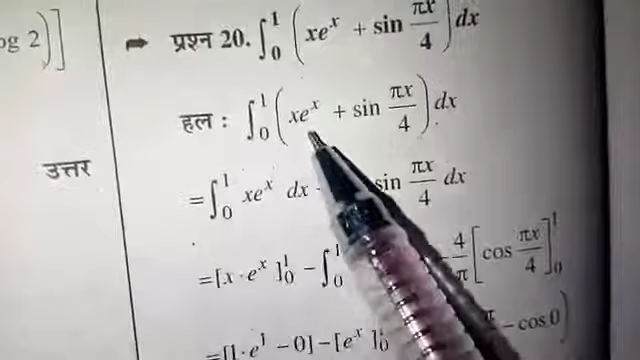 og 2)]
प्रश्न 20. ∫₀¹ (xeˣ + sin πx/4) dx
हल : ∫₀¹ (xeˣ + sin πx/4) dx
उत्तर
= ∫₀¹ xeˣ dx sin πx/4 dx
= [x · eˣ]₀¹ − ∫₀¹ 4/π [cos πx/4]₀¹
= [1 · e¹ − 0] − [eˣ]₀¹ − cos 0)